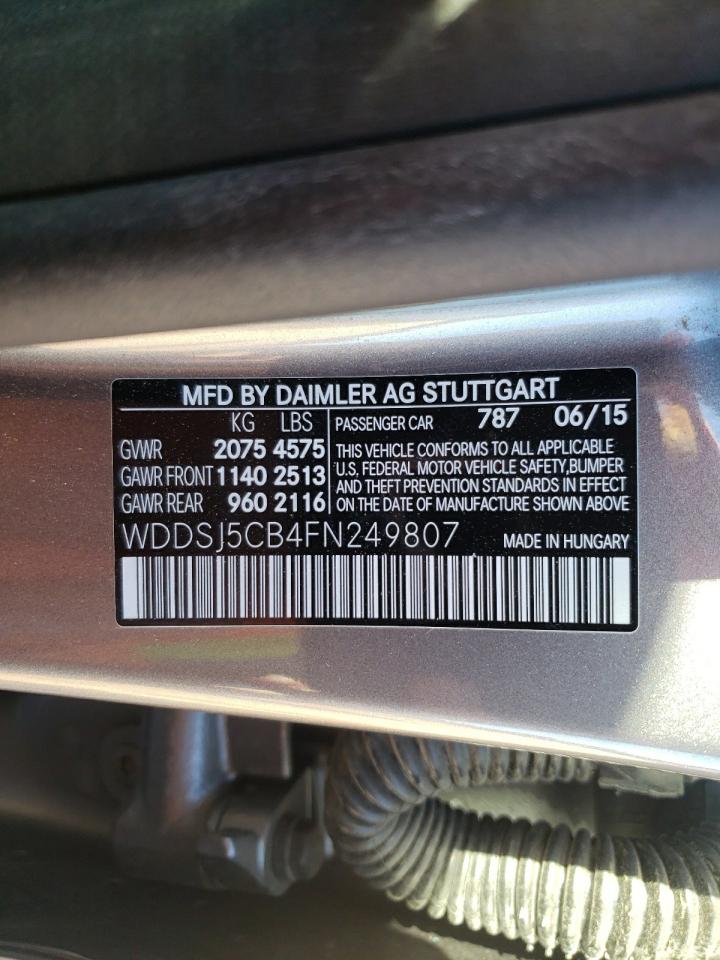 MFD BY DAIMLER AG STUTTGART
KG LBS
GVWR 2075 4575
GAWR FRONT 1140 2513
GAWR REAR 960 2116
PASSENGER CAR 787 06/15
THIS VEHICLE CONFORMS TO ALL APPLICABLE
U.S. FEDERAL MOTOR VEHICLE SAFETY,BUMPER
AND THEFT PREVENTION STANDARDS IN EFFECT
ON THE DATE OF MANUFACTURE SHOWN ABOVE
WDDSJ5CB4FN249807
MADE IN HUNGARY